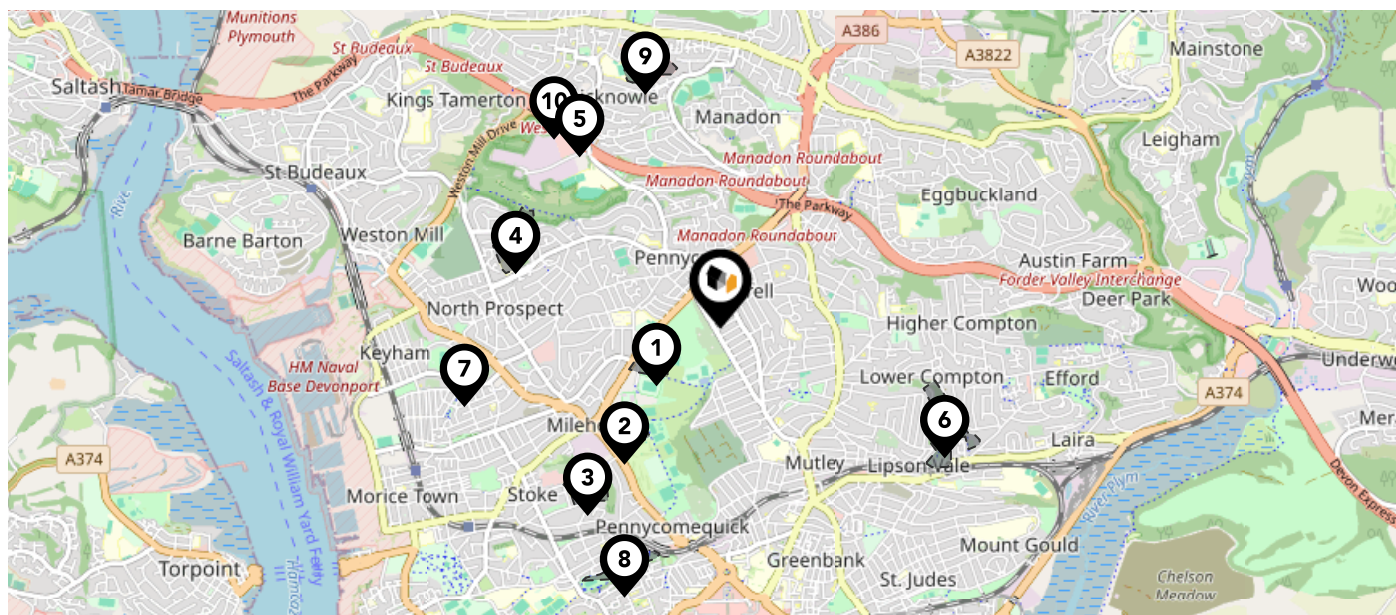 Munitions
Plymouth
Estover
A386
A3822
Mainstone
St Budeaux
St Budeaux
The Parkway
Saltash
Tamar Bridge
Kings Tamerton
9
10
5
knowle
Manadon
Leigham
Weston Mill Drive
Manadon Roundabout
Manadon Roundabout
The Parkway
Eggbuckland
St Budeaux
Barne Barton
Weston Mill
4
Manadon Roundabout
Austin Farm
Forder Valley Interchange
Deer Park
North Prospect
Higher Compton
1
Keyham
HM Naval
Base Devonport
7
Lower Compton
Efford
A374
Saltash & Royal William Yard Ferry
2
6
Laira
A374
Mutley
Lipson Vale
3
Morice Town
Stoke
River Plym
Devon Express
Pennycomequick
Mount Gould
8
Greenbank
Torpoint
St. Judes
Chelson
Meadow